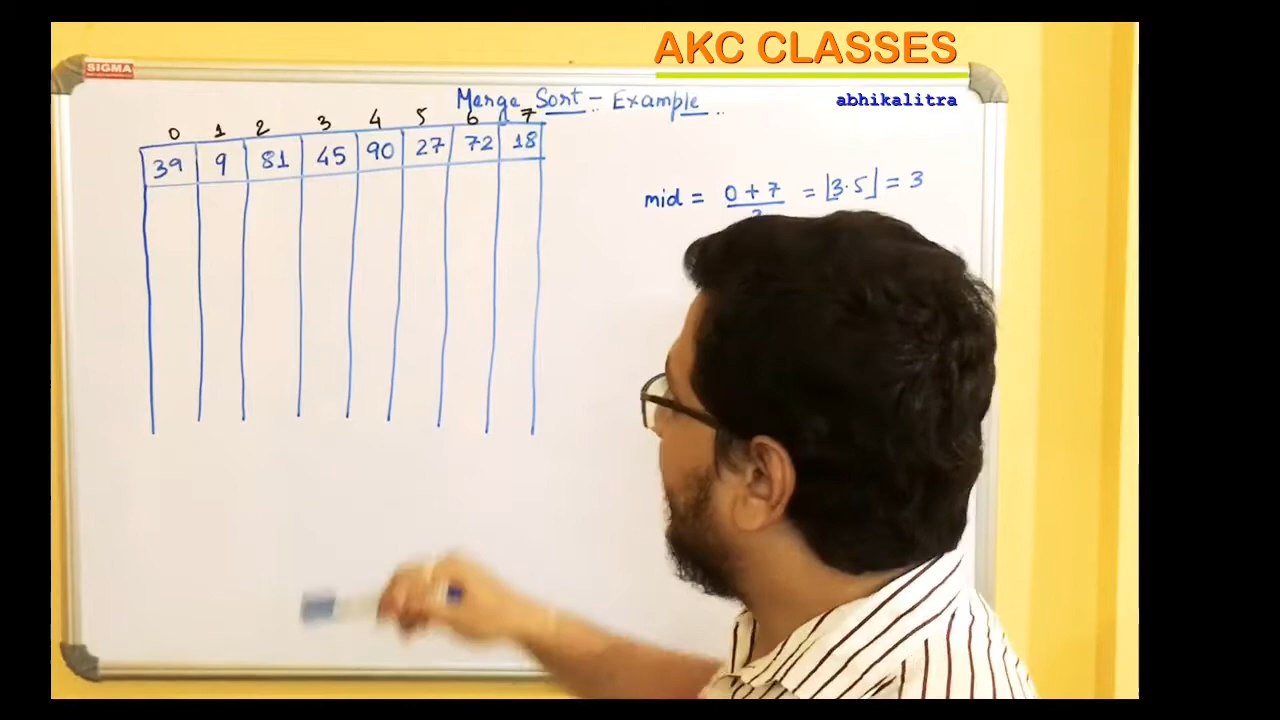 AKC CLASSES
SIGMA
abhikalitra
Merge Sort - Example
0 1 2 3 4 5 6 7
39 9 81 45 90 27 72 18
mid = 0 + 7 = ⌊3.5⌋ = 3